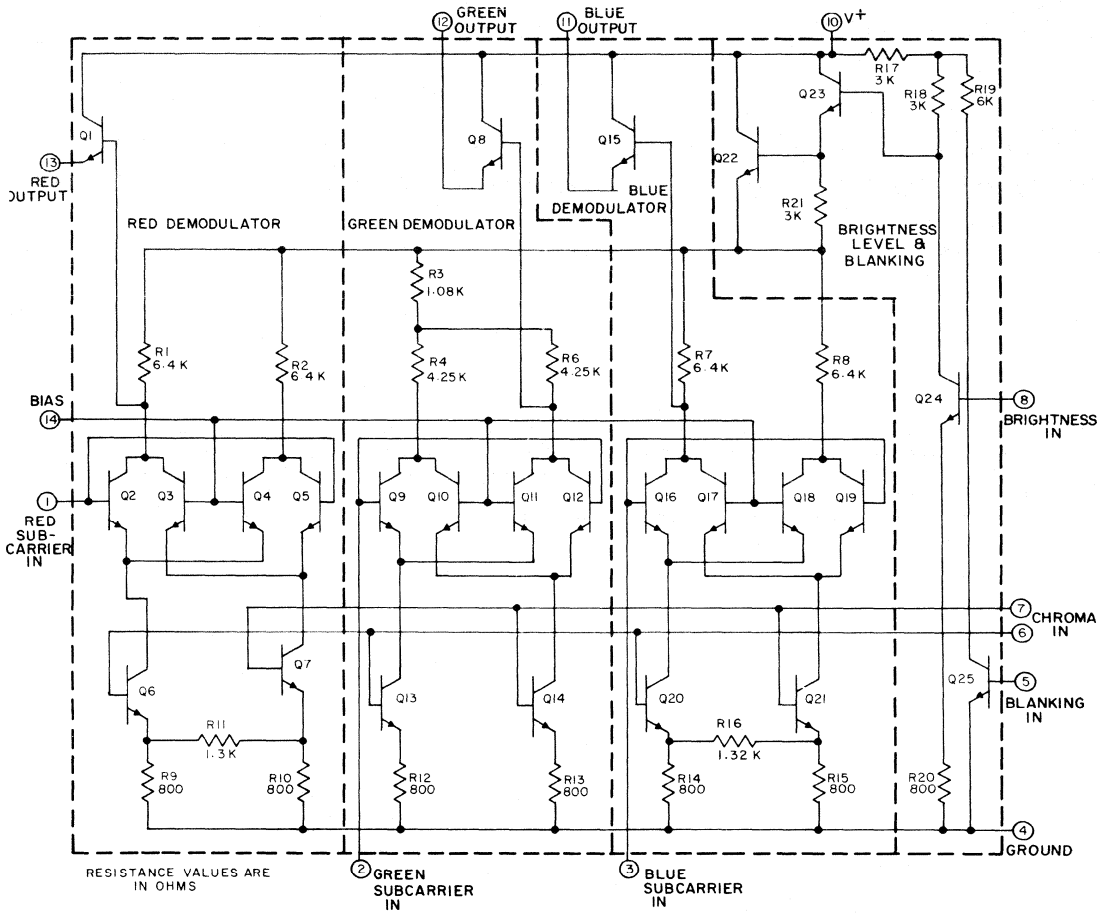 12 GREEN OUTPUT
11 BLUE OUTPUT
10 V+
R17 3K
R18 3K
R19 6K
Q23
Q1
Q8
Q15
Q22
13
RED
OUTPUT
R21 3K
BLUE
DEMODULATOR
RED DEMODULATOR
GREEN DEMODULATOR
BRIGHTNESS
LEVEL &
BLANKING
R3
1.08K
R1
6.4K
R2
6.4K
R4
4.25K
R6
4.25K
R7
6.4K
R8
6.4K
BIAS
14
Q24
8
BRIGHTNESS
IN
1
Q2 Q3 Q4 Q5 Q9 Q10 Q11 Q12 Q16 Q17 Q18 Q19
RED
SUB-
CARRIER
IN
7
CHROMA
IN
6
Q6 Q7 Q13 Q14 Q20 Q21 Q25
5
BLANKING
IN
R11
1.3K
R16
1.32 K
R9
800
R10
800
R12
800
R13
800
R14
800
R15
800
R20
800
4
GROUND
RESISTANCE VALUES ARE
IN OHMS
2 GREEN
SUBCARRIER
IN
3 BLUE
SUBCARRIER
IN